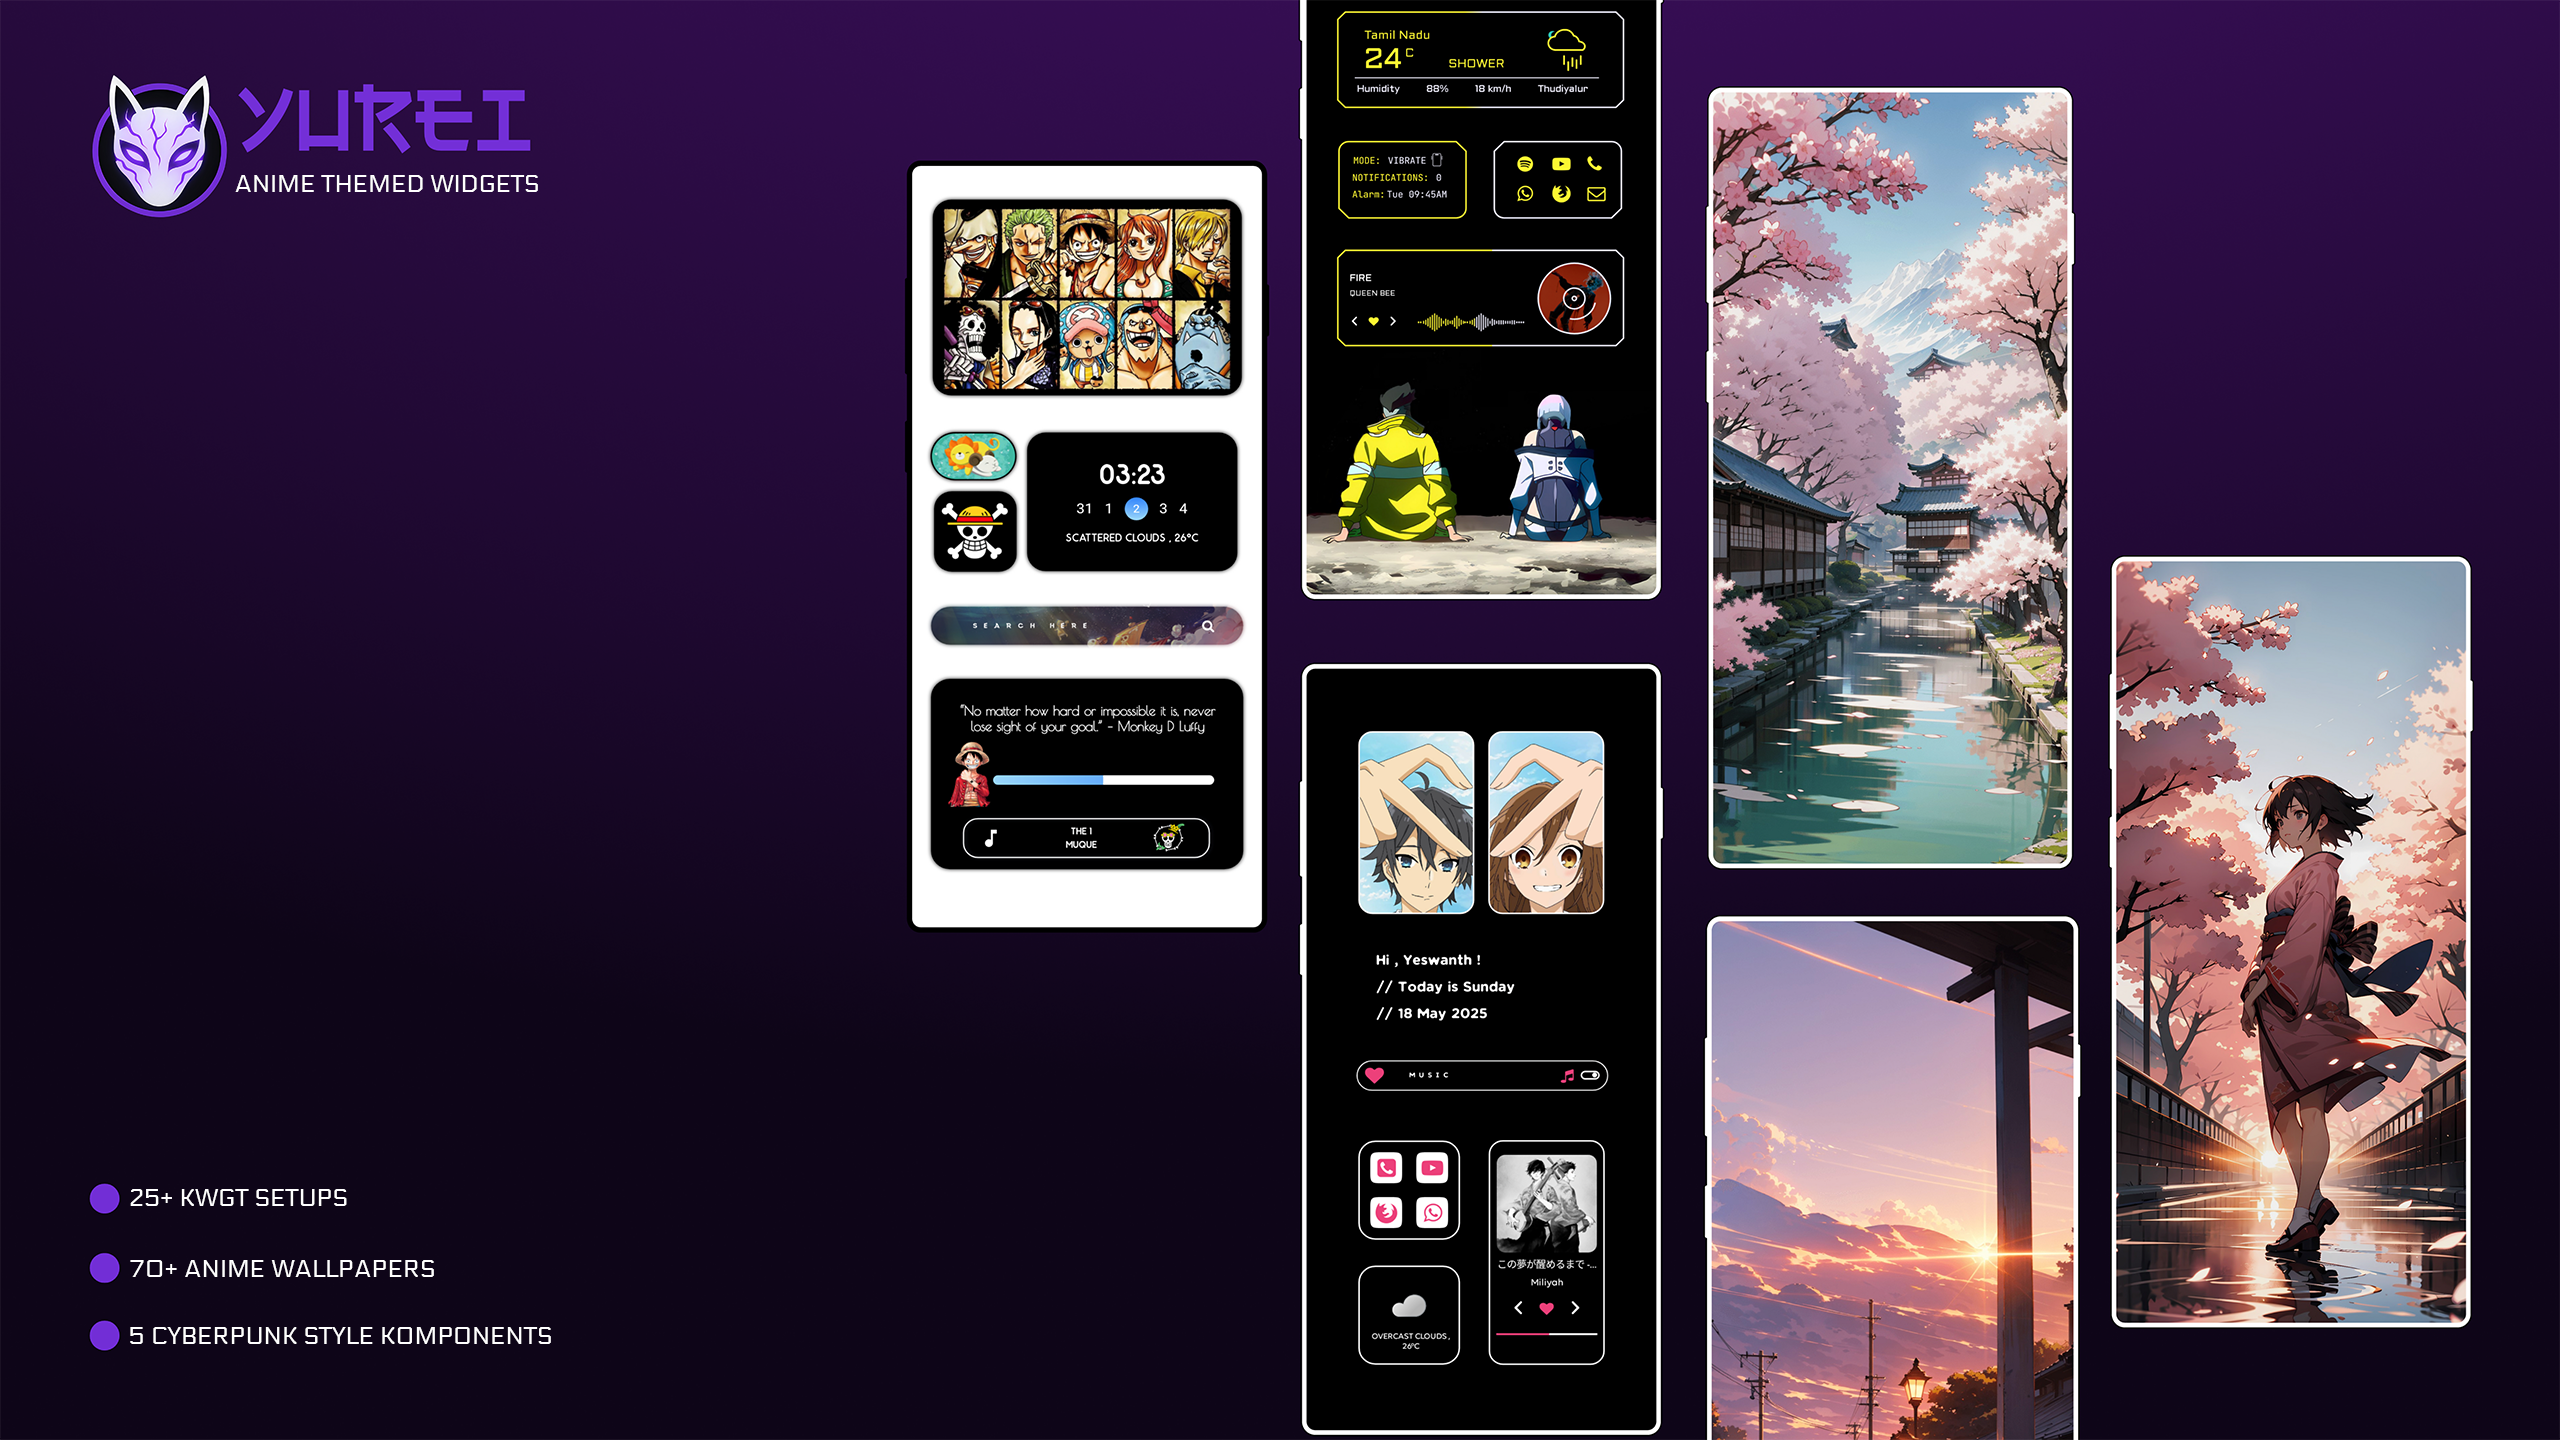 YUREI
ANIME THEMED WIDGETS
25+ KWGT SETUPS
70+ ANIME WALLPAPERS
5 CYBERPUNK STYLE KOMPONENTS
03:23
31 1 2 3 4
SCATTERED CLOUDS , 26°C
SEARCH HERE
"No matter how hard or impossible it is, never
lose sight of your goal." - Monkey D Luffy
THE 1
MUQUE
Tamil Nadu
24 C
SHOWER
Humidity 88% 18 km/h Thudiyalur
MODE: VIBRATE
NOTIFICATIONS: 0
Alarm: Tue 09:45AM
FIRE
QUEEN BEE
Hi , Yeswanth !
// Today is Sunday
// 18 May 2025
MUSIC
OVERCAST CLOUDS ,
26°C
この夢が醒めるまで -...
Miliyah